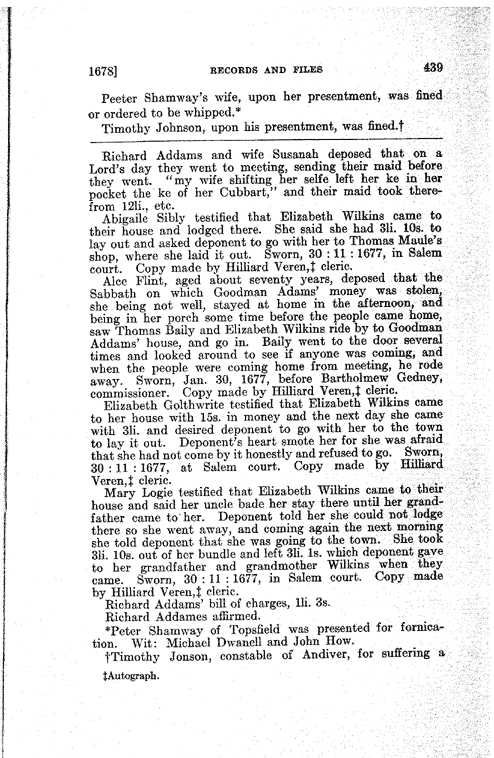 1678]    RECORDS AND FILES    439
Peeter Shamway's wife, upon her presentment, was fined
or ordered to be whipped.*
Timothy Johnson, upon his presentment, was fined.†
Richard Addams and wife Susanah deposed that on a
Lord's day they went to meeting, sending their maid before
they went. "my wife shifting her selfe left her ke in her
pocket the ke of her Cubbart," and their maid took there-
from 12li., etc.
Abigaile Sibly testified that Elizabeth Wilkins came to
their house and lodged there. She said she had 3li. 10s. to
lay out and asked deponent to go with her to Thomas Maule's
shop, where she laid it out. Sworn, 30 : 11 : 1677, in Salem
court. Copy made by Hilliard Veren,‡ cleric.
Alce Flint, aged about seventy years, deposed that the
Sabbath on which Goodman Adams' money was stolen,
she being not well, stayed at home in the afternoon, and
being in her porch some time before the people came home,
saw Thomas Baily and Elizabeth Wilkins ride by to Goodman
Addams' house, and go in. Baily went to the door several
times and looked around to see if anyone was coming, and
when the people were coming home from meeting, he rode
away. Sworn, Jan. 30, 1677, before Bartholmew Gedney,
commissioner. Copy made by Hilliard Veren,‡ cleric.
Elizabeth Golthwrite testified that Elizabeth Wilkins came
to her house with 15s. in money and the next day she came
with 3li. and desired deponent to go with her to the town
to lay it out. Deponent's heart smote her for she was afraid
that she had not come by it honestly and refused to go. Sworn,
30 : 11 : 1677, at Salem court. Copy made by Hilliard
Veren,‡ cleric.
Mary Logie testified that Elizabeth Wilkins came to their
house and said her uncle bade her stay there until her grand-
father came to her. Deponent told her she could not lodge
there so she went away, and coming again the next morning
she told deponent that she was going to the town. She took
3li. 10s. out of her bundle and left 3li. 1s. which deponent gave
to her grandfather and grandmother Wilkins when they
came. Sworn, 30 : 11 : 1677, in Salem court. Copy made
by Hilliard Veren,‡ cleric.
Richard Addams' bill of charges, 1li. 3s.
Richard Addames affirmed.
*Peter Shamway of Topsfield was presented for fornica-
tion. Wit: Michael Dwanell and John How.
†Timothy Jonson, constable of Andiver, for suffering a
‡Autograph.